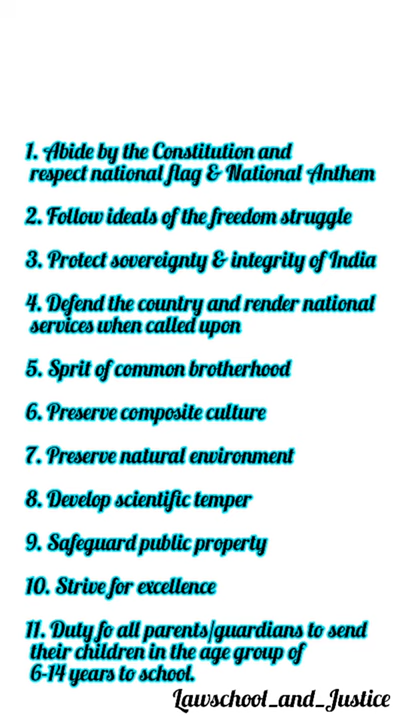 1. Abide by the Constitution and
respect national flag & National Anthem
2. Follow ideals of the freedom struggle
3. Protect sovereignty & integrity of India
4. Defend the country and render national
services when called upon
5. Sprit of common brotherhood
6. Preserve composite culture
7. Preserve natural environment
8. Develop scientific temper
9. Safeguard public property
10. Strive for excellence
11. Duty fo all parents/guardians to send
their children in the age group of
6-14 years to school.
Lawschool_and_Justice